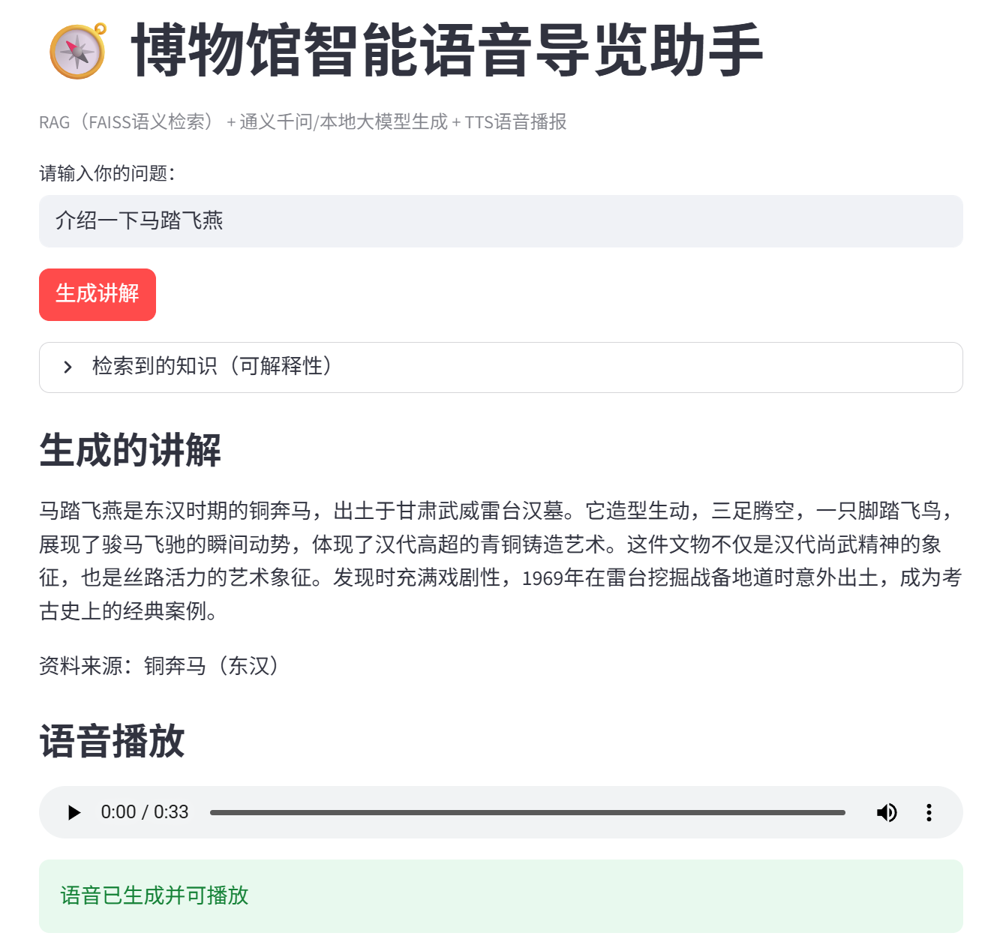 博物馆智能语音导览助手
RAG（FAISS语义检索） + 通义千问/本地大模型生成 + TTS语音播报
请输入你的问题：
介绍一下马踏飞燕
生成讲解
检索到的知识（可解释性）
生成的讲解
马踏飞燕是东汉时期的铜奔马，出土于甘肃武威雷台汉墓。它造型生动，三足腾空，一只脚踏飞鸟，
展现了骏马飞驰的瞬间动势，体现了汉代高超的青铜铸造艺术。这件文物不仅是汉代尚武精神的象
征，也是丝路活力的艺术象征。发现时充满戏剧性，1969年在雷台挖掘战备地道时意外出土，成为考
古史上的经典案例。
资料来源：铜奔马（东汉）
语音播放
0:00 / 0:33
语音已生成并可播放